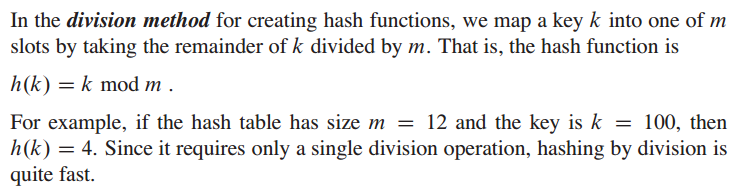 In the division method for creating hash functions, we map a key k into one of m
slots by taking the remainder of k divided by m. That is, the hash function is
h(k) = k mod m .
For example, if the hash table has size m = 12 and the key is k = 100, then
h(k) = 4. Since it requires only a single division operation, hashing by division is
quite fast.